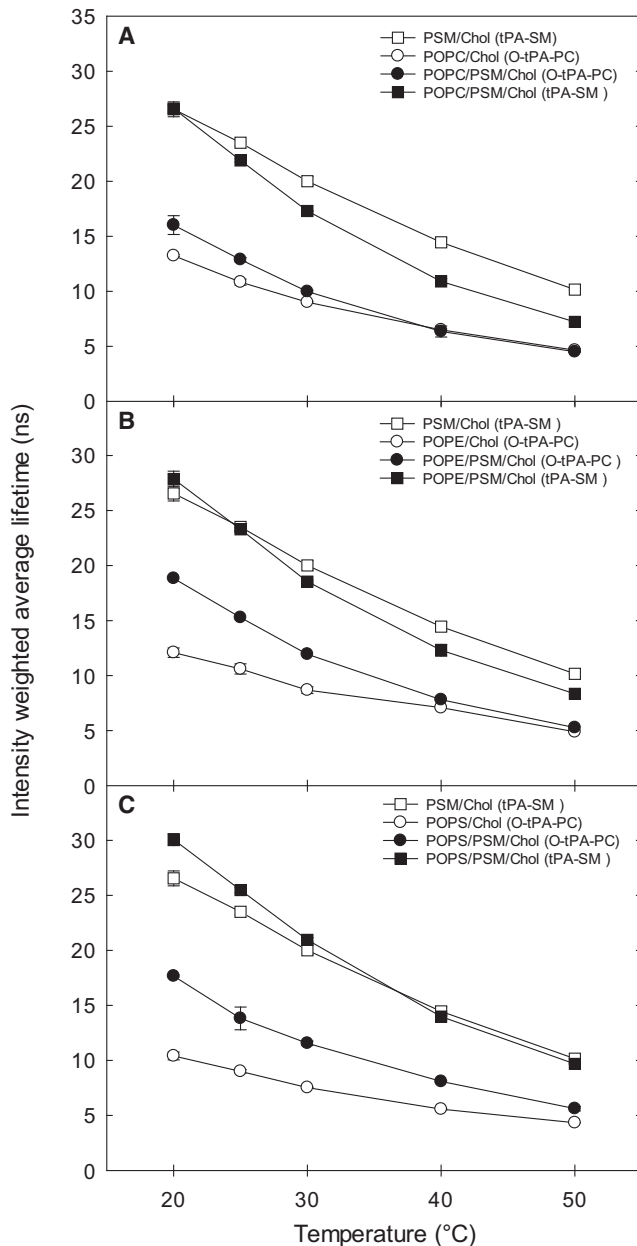 A
PSM/Chol (tPA-SM)
POPC/Chol (O-tPA-PC)
POPC/PSM/Chol (O-tPA-PC)
POPC/PSM/Chol (tPA-SM )
35
30
25
20
15
10
5
0
B
PSM/Chol (tPA-SM )
POPE/Chol (O-tPA-PC)
POPE/PSM/Chol (O-tPA-PC )
POPE/PSM/Chol (tPA-SM )
30
25
20
15
10
5
0
C
PSM/Chol (tPA-SM )
POPS/Chol (O-tPA-PC)
POPS/PSM/Chol (O-tPA-PC)
POPS/PSM/Chol (tPA-SM )
30
25
20
15
10
5
0
Intensity weighted average lifetime (ns)
20 30 40 50
Temperature (°C)